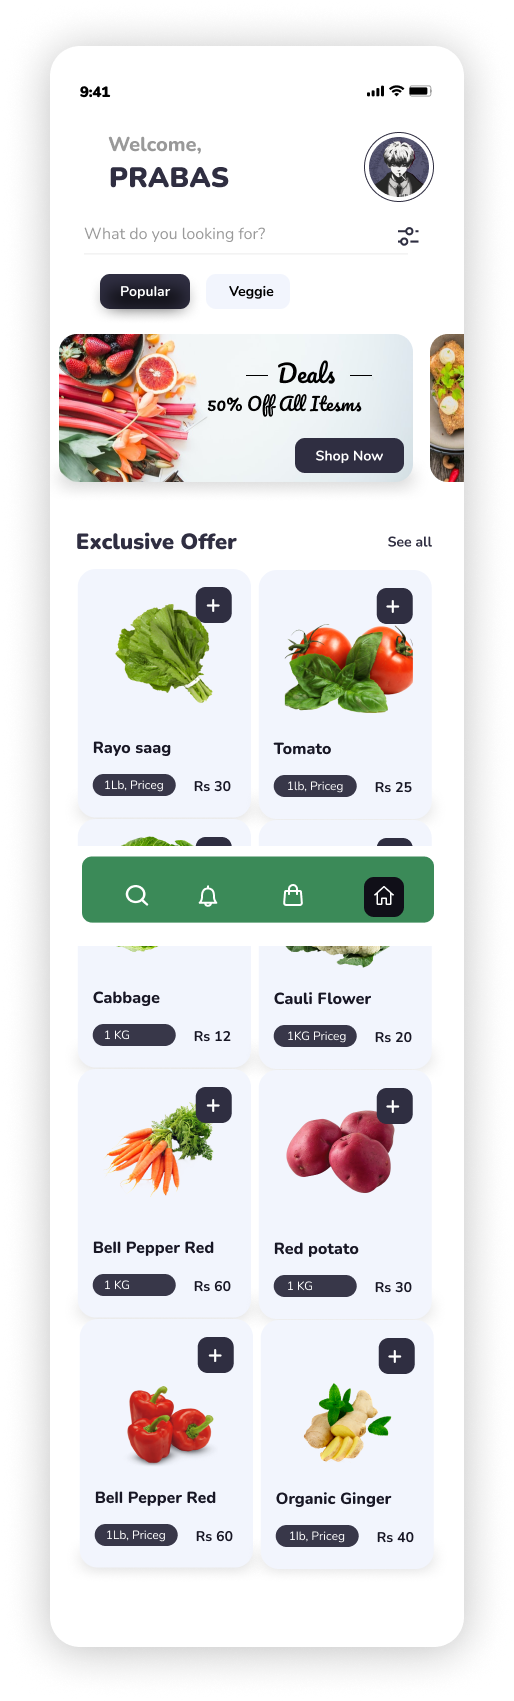 9:41
Welcome,
PRABAS
What do you looking for?
Popular
Veggie
Deals
50% Off All Itesms
Shop Now
Exclusive Offer
See all
Rayo saag
1Lb, Priceg
Rs 30
Tomato
1lb, Priceg
Rs 25
Cabbage
1 KG
Rs 12
Cauli Flower
1KG Priceg
Rs 20
Bell Pepper Red
1 KG
Rs 60
Red potato
1 KG
Rs 30
Bell Pepper Red
1Lb, Priceg
Rs 60
Organic Ginger
1lb, Priceg
Rs 40